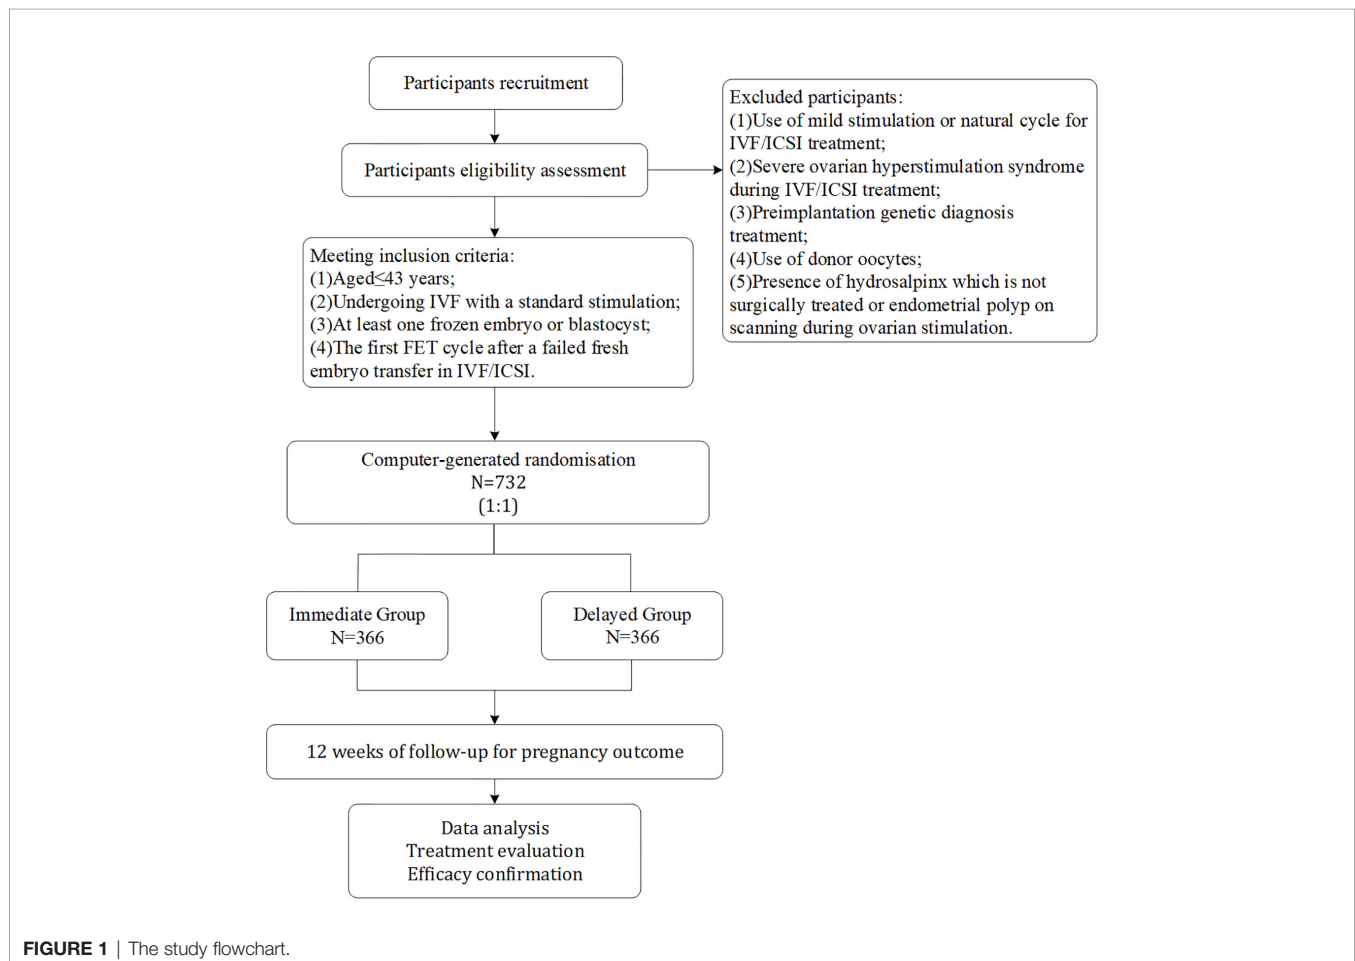 Participants recruitment
Participants eligibility assessment
Excluded participants:
(1)Use of mild stimulation or natural cycle for
IVF/ICSI treatment;
(2)Severe ovarian hyperstimulation syndrome
during IVF/ICSI treatment;
(3)Preimplantation genetic diagnosis
treatment;
(4)Use of donor oocytes;
(5)Presence of hydrosalpinx which is not
surgically treated or endometrial polyp on
scanning during ovarian stimulation.
Meeting inclusion criteria:
(1)Aged≤43 years;
(2)Undergoing IVF with a standard stimulation;
(3)At least one frozen embryo or blastocyst;
(4)The first FET cycle after a failed fresh
embryo transfer in IVF/ICSI.
Computer-generated randomisation
N=732
(1:1)
Immediate Group
N=366
Delayed Group
N=366
12 weeks of follow-up for pregnancy outcome
Data analysis
Treatment evaluation
Efficacy confirmation
FIGURE 1 | The study flowchart.